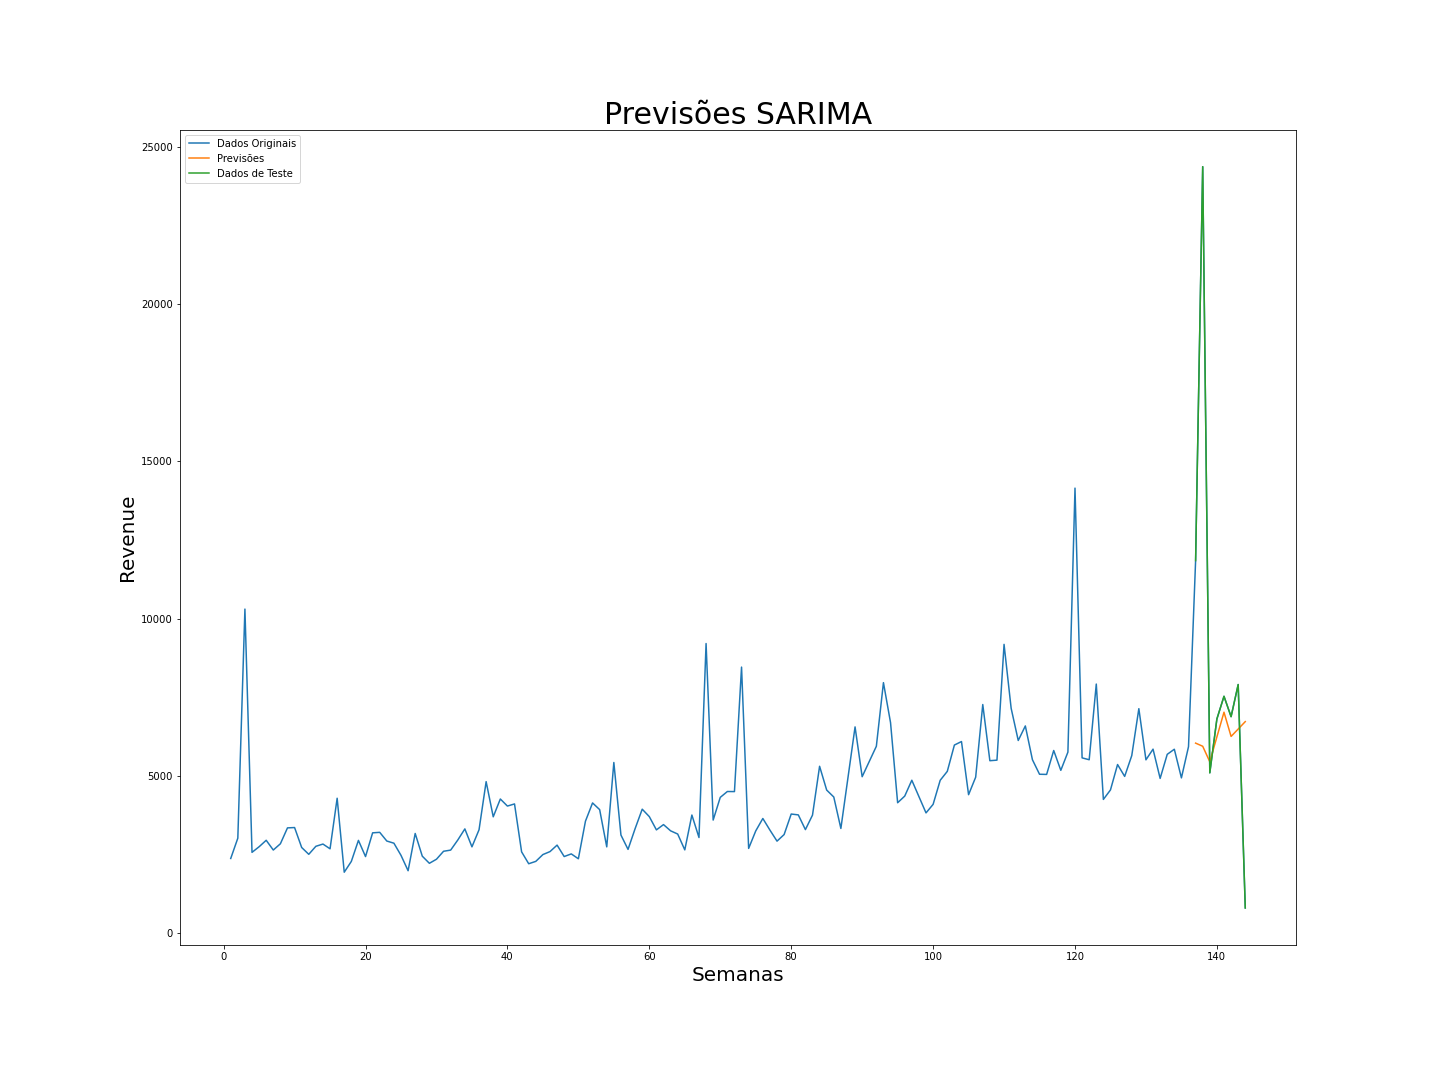 Previsões SARIMA
Dados Originais
Previsões
Dados de Teste
25000
20000
15000
10000
5000
0
Revenue
0 20 40 60 80 100 120 140
Semanas